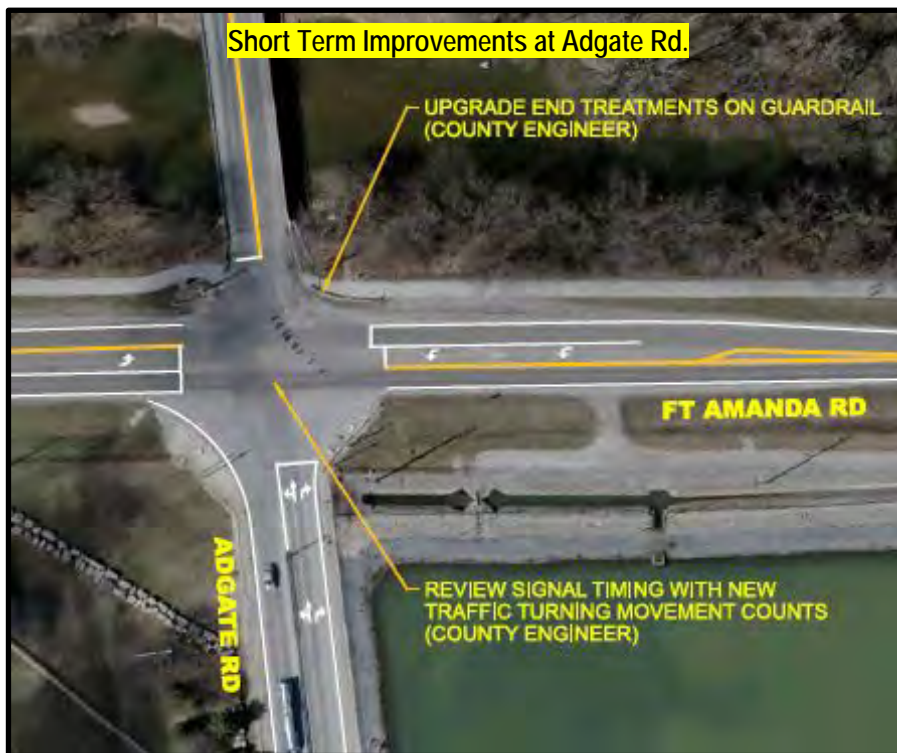 Short Term Improvements at Adgate Rd.
UPGRADE END TREATMENTS ON GUARDRAIL
(COUNTY ENGINEER)
FT AMANDA RD
ADGATE RD
REVIEW SIGNAL TIMING WITH NEW
TRAFFIC TURNING MOVEMENT COUNTS
(COUNTY ENGINEER)